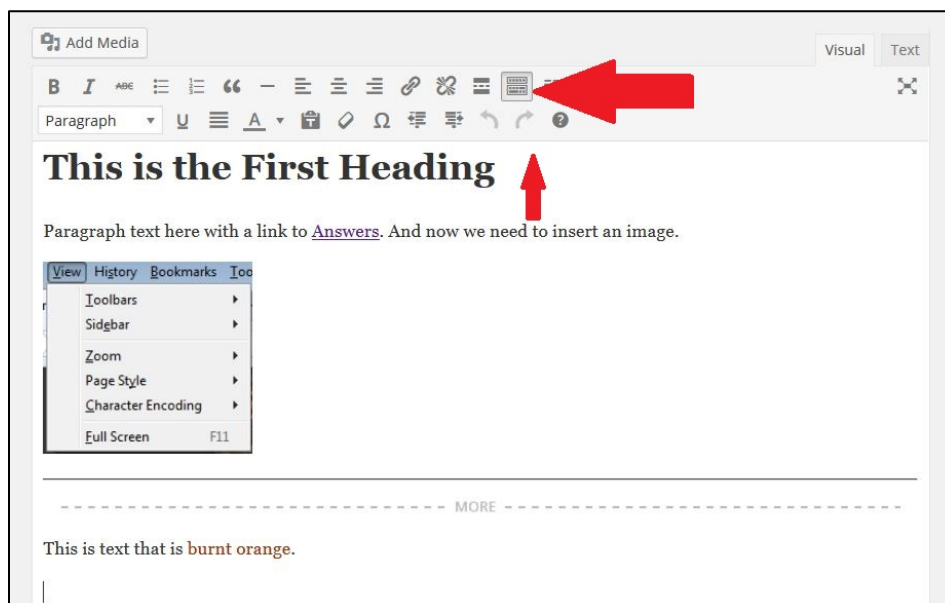 Add Media
Visual Text
B I ABC
Paragraph U A T Ω ?
This is the First Heading
Paragraph text here with a link to Answers. And now we need to insert an image.
View History Bookmarks Too
Toolbars
Sidebar
Zoom
Page Style
Character Encoding
Full Screen F11
MORE
This is text that is burnt orange.